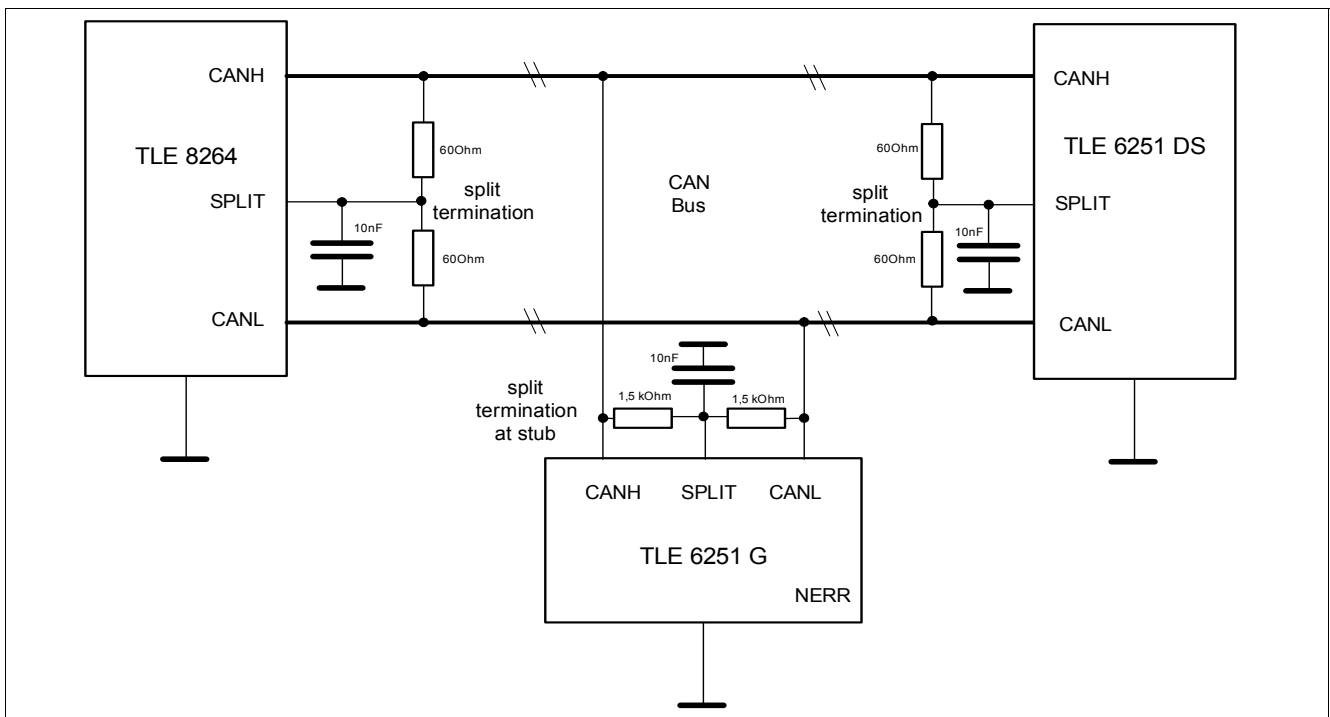 CANH
TLE 8264
SPLIT
CANL
60Ohm
split
termination
10nF
60Ohm
CAN
Bus
60Ohm
split
termination
10nF
60Ohm
CANH
TLE 6251 DS
SPLIT
CANL
split
termination
at stub
10nF
1,5 kOhm
1,5 kOhm
CANH SPLIT CANL
TLE 6251 G
NERR